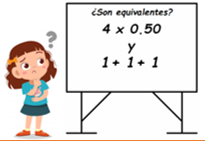 ¿Son equivalentes?
4 x 0.50
y
1 + 1 + 1
?